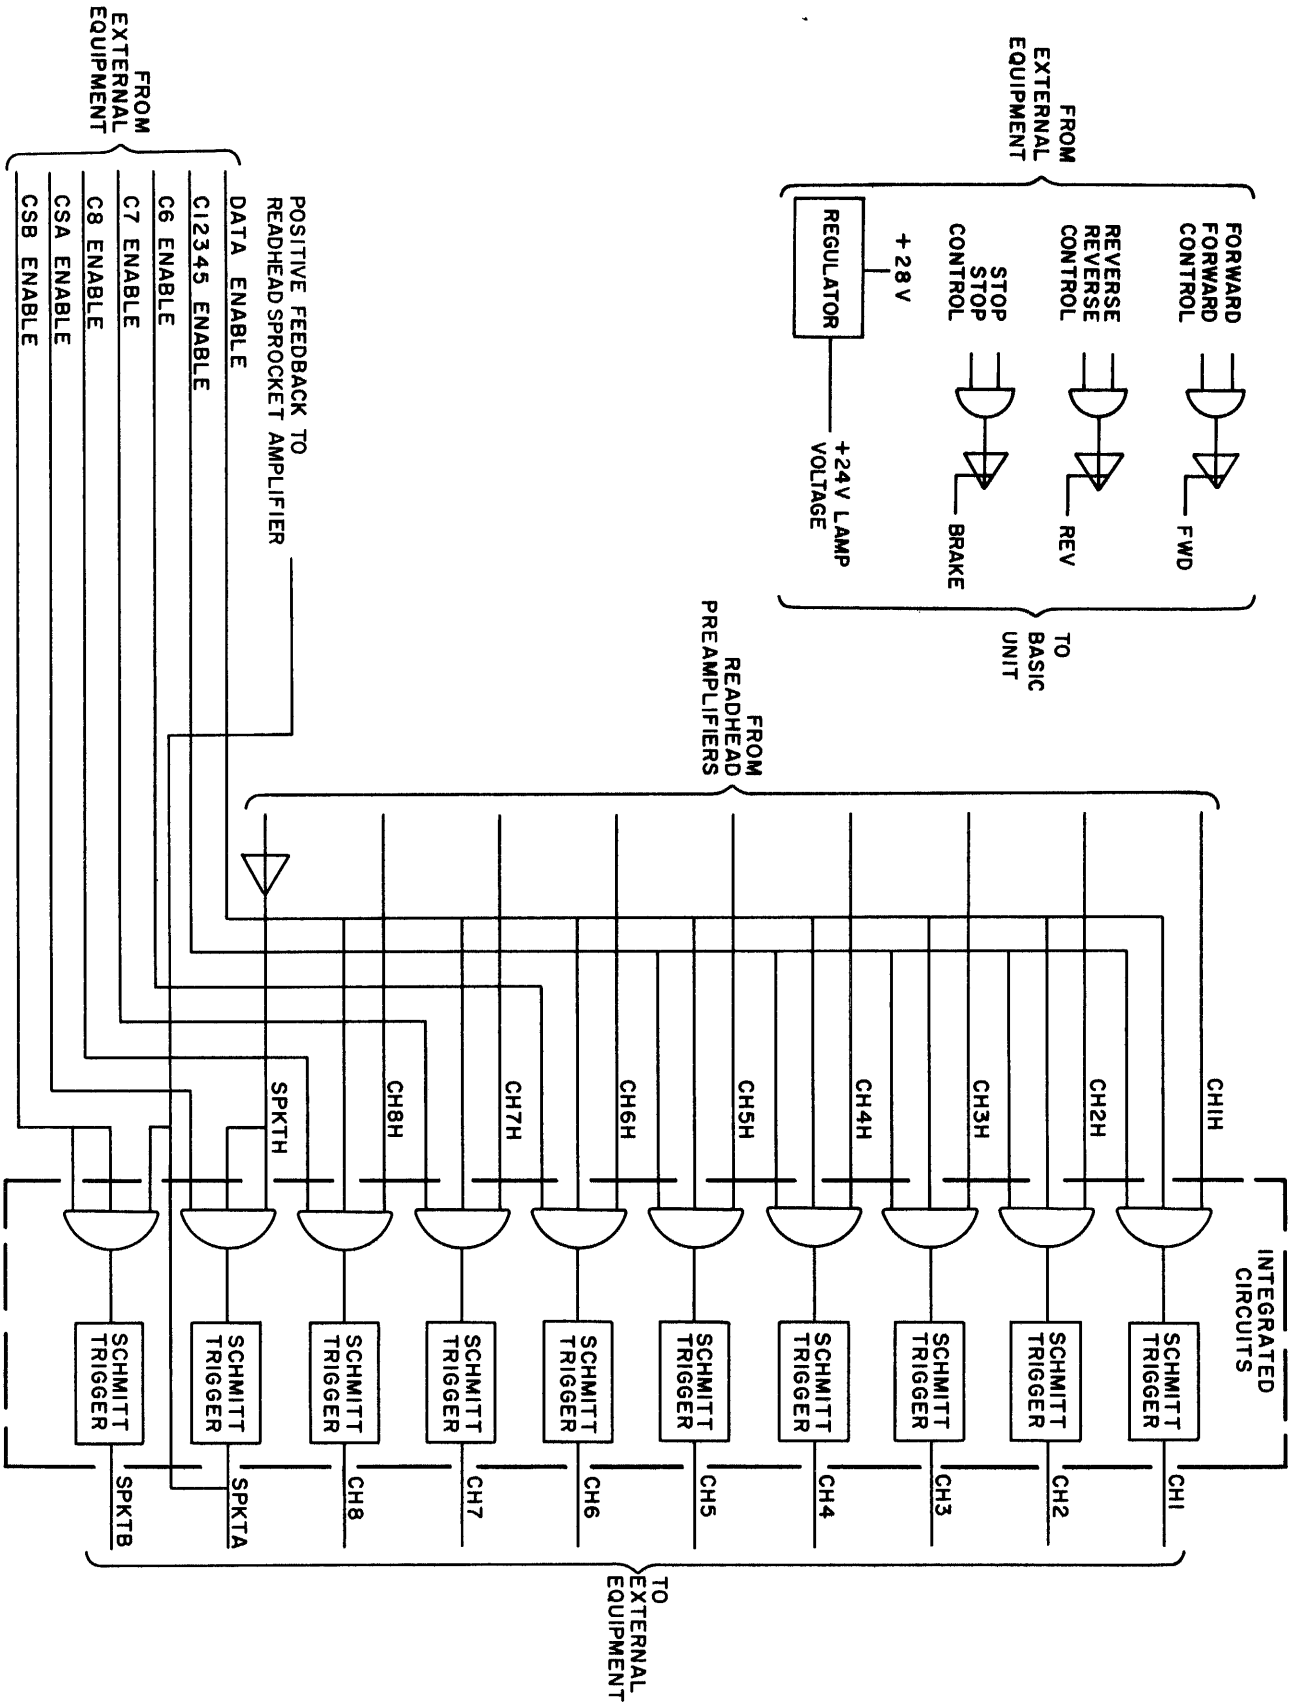 FROM
EXTERNAL
EQUIPMENT
FORWARD
FORWARD
CONTROL
FWD
REVERSE
REVERSE
CONTROL
REV
STOP
STOP
CONTROL
BRAKE
+28V
REGULATOR
+24V LAMP
VOLTAGE
TO
BASIC
UNIT
INTEGRATED
CIRCUITS
FROM
READHEAD
PREAMPLIFIERS
CH1H
SCHMITT
TRIGGER
CH1
CH2H
SCHMITT
TRIGGER
CH2
CH3H
SCHMITT
TRIGGER
CH3
CH4H
SCHMITT
TRIGGER
CH4
CH5H
SCHMITT
TRIGGER
CH5
CH6H
SCHMITT
TRIGGER
CH6
CH7H
SCHMITT
TRIGGER
CH7
CH8H
SCHMITT
TRIGGER
CH8
SPKTH
SCHMITT
TRIGGER
SPKTA
SCHMITT
TRIGGER
SPKTB
TO
EXTERNAL
EQUIPMENT
POSITIVE FEEDBACK TO
READHEAD SPROCKET AMPLIFIER
FROM
EXTERNAL
EQUIPMENT
DATA ENABLE
C12345 ENABLE
C6 ENABLE
C7 ENABLE
C8 ENABLE
CSA ENABLE
CSB ENABLE